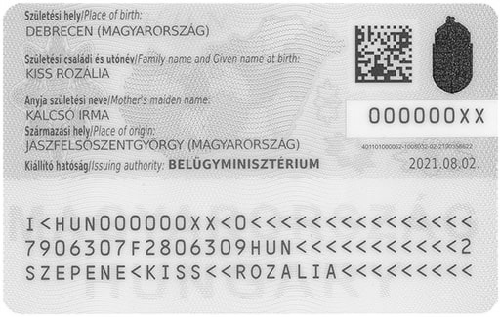 Születési hely/Place of birth:
DEBRECEN (MAGYARORSZÁG)
Születési családi és utónév/Family name and Given name at birth:
KISS ROZÁLIA
Anyja születési neve/Mother's maiden name:
KALCSÓ IRMA
000000XX
Származási hely/Place of origin:
JÁSZFELSŐSZENTGYÖRGY (MAGYARORSZÁG)
Kiállító hatóság/Issuing authority: BELÜGYMINISZTÉRIUM
2021.08.02.
I<HUN000000XX<0<<<<<<<<<<<<<<<
7906307F2806309HUN<<<<<<<<<<<2
SZEPENE<KISS<<ROZALIA<<<<<<<<<